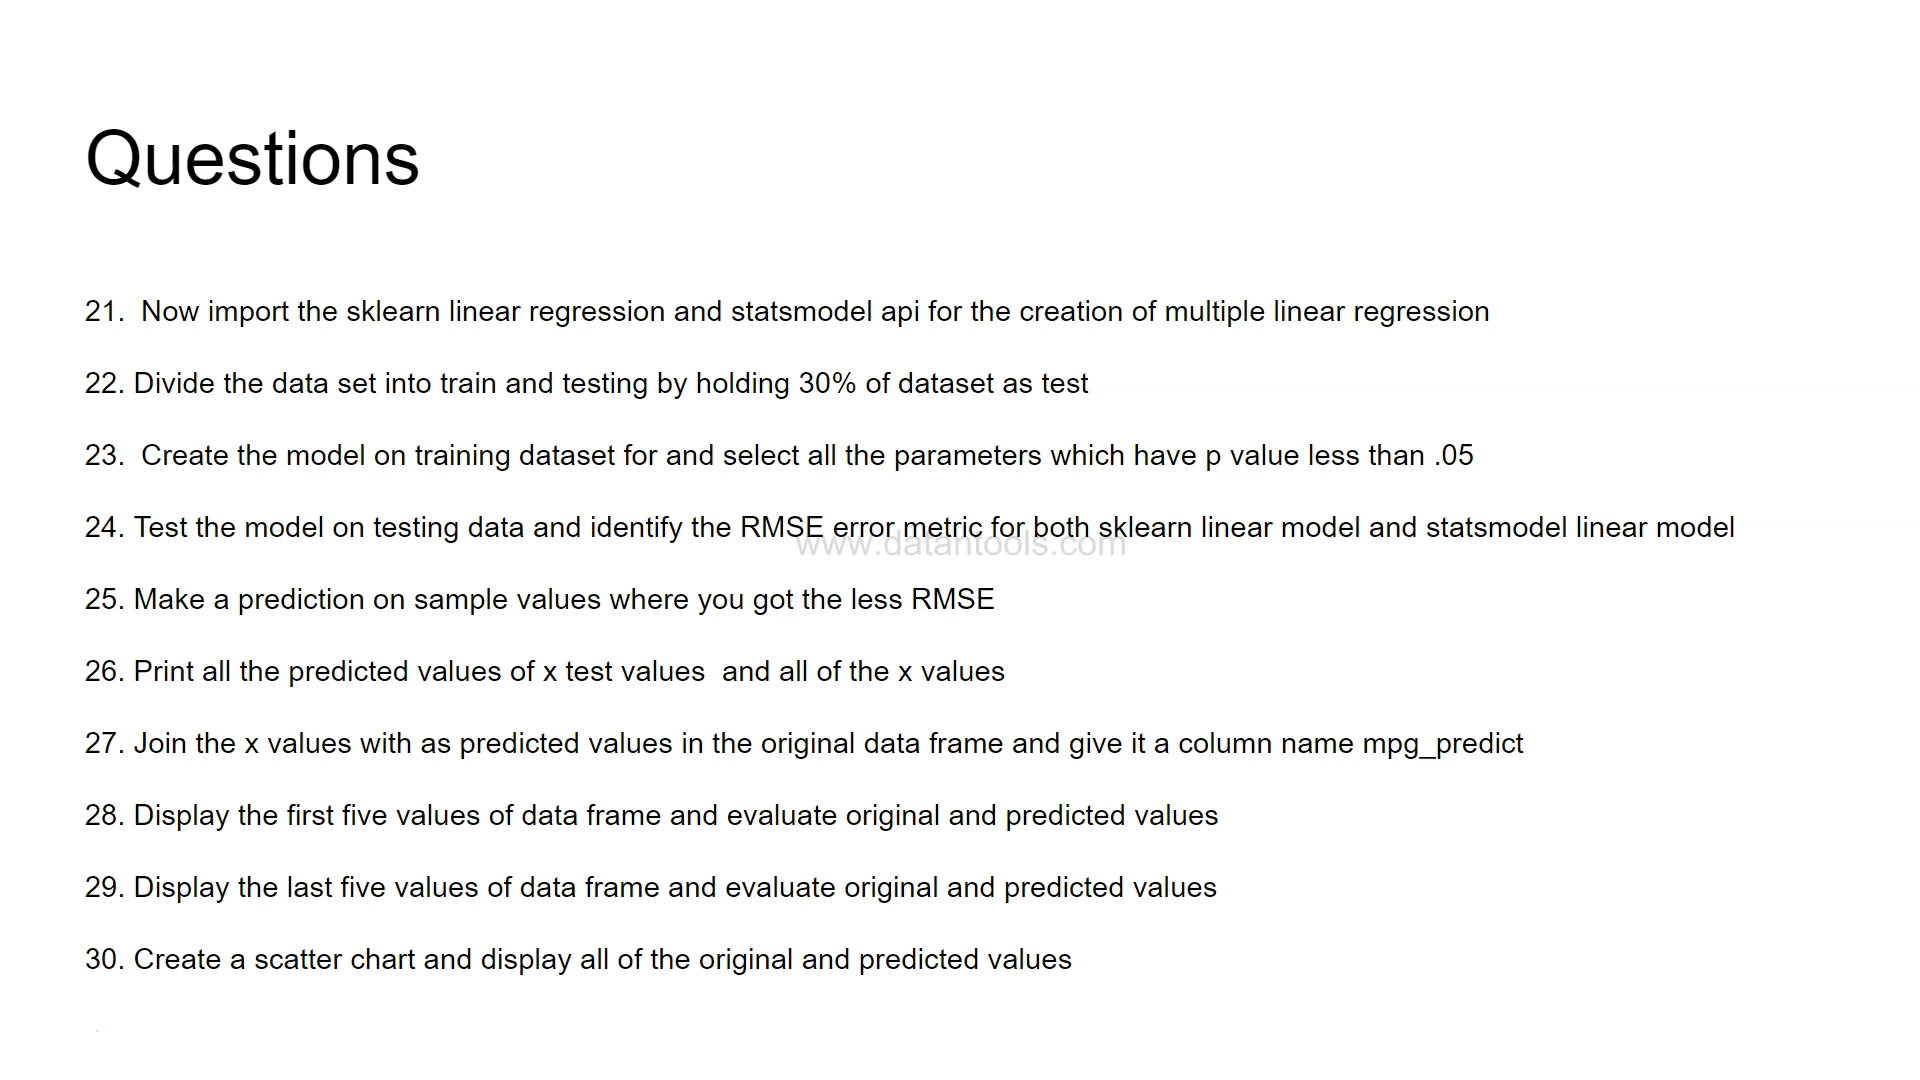 Questions
21.  Now import the sklearn linear regression and statsmodel api for the creation of multiple linear regression
22. Divide the data set into train and testing by holding 30% of dataset as test
23.  Create the model on training dataset for and select all the parameters which have p value less than .05
24. Test the model on testing data and identify the RMSE error metric for both sklearn linear model and statsmodel linear model
www.datantools.com
25. Make a prediction on sample values where you got the less RMSE
26. Print all the predicted values of x test values  and all of the x values
27. Join the x values with as predicted values in the original data frame and give it a column name mpg_predict
28. Display the first five values of data frame and evaluate original and predicted values
29. Display the last five values of data frame and evaluate original and predicted values
30. Create a scatter chart and display all of the original and predicted values